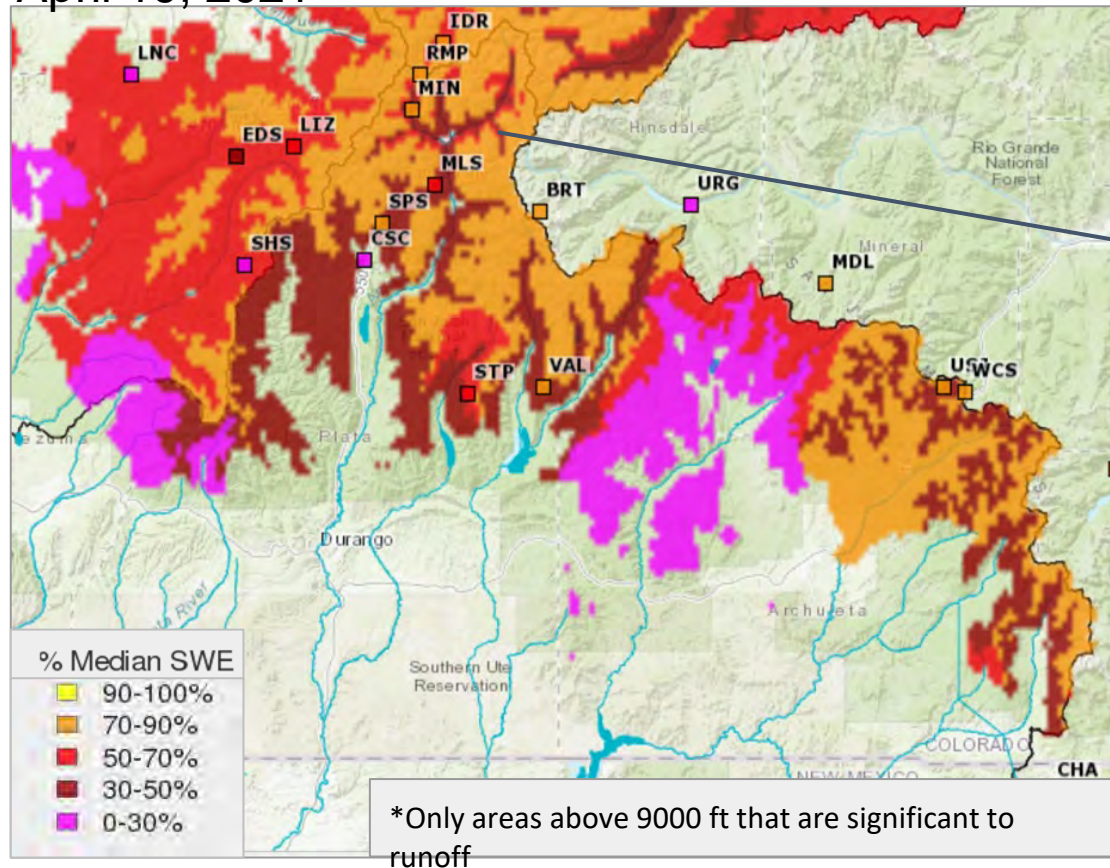 IDR
LNC
RMP
MIN
Hinsdale
LIZ
EDS
Rio Grande
National
Forest
MLS
URG
BRT
SPS
CSC
Mineral
SHS
MDL
550
STP
VAL
WCS
Plata
Durango
River
Archuleta
Southern Ute
Reservation
% Median SWE
90-100%
70-90%
50-70%
30-50%
0-30%
COLORADO
NEW MEXICO
CHA
*Only areas above 9000 ft that are significant to
runoff